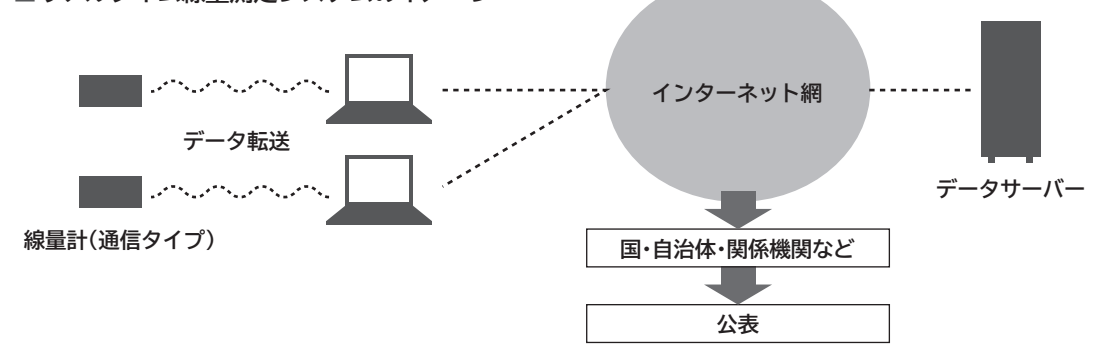 インターネット網
データ転送
データサーバー
線量計(通信タイプ)
国・自治体・関係機関など
公表